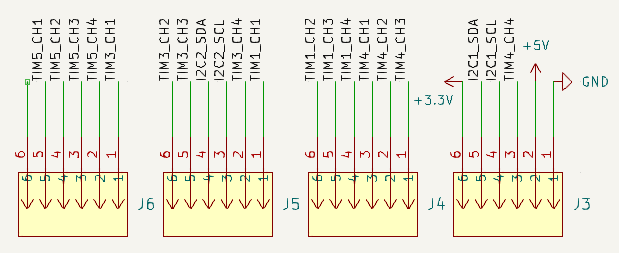 TIM5_CH1 TIM5_CH2 TIM5_CH3 TIM5_CH4 TIM3_CH1
6 5 4 3 2 1
6 5 4 3 2 1
J6
TIM3_CH2 TIM3_CH3 I2C2_SDA I2C2_SCL TIM3_CH4 TIM1_CH1
6 5 4 3 2 1
6 5 4 3 2 1
J5
TIM1_CH2 TIM1_CH3 TIM1_CH4 TIM4_CH1 TIM4_CH2 TIM4_CH3
6 5 4 3 2 1
6 5 4 3 2 1
J4
+3.3V I2C1_SDA I2C1_SCL TIM4_CH4 +5V GND
6 5 4 3 2 1
6 5 4 3 2 1
J3